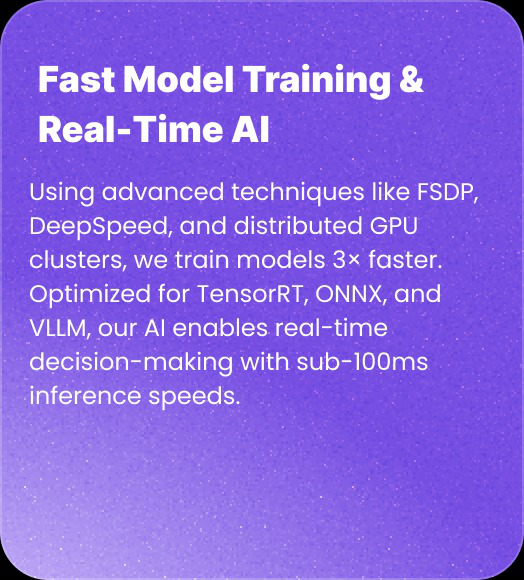 Fast Model Training &
Real-Time AI
Using advanced techniques like FSDP,
DeepSpeed, and distributed GPU
clusters, we train models 3× faster.
Optimized for TensorRT, ONNX, and
VLLM, our AI enables real-time
decision-making with sub-100ms
inference speeds.